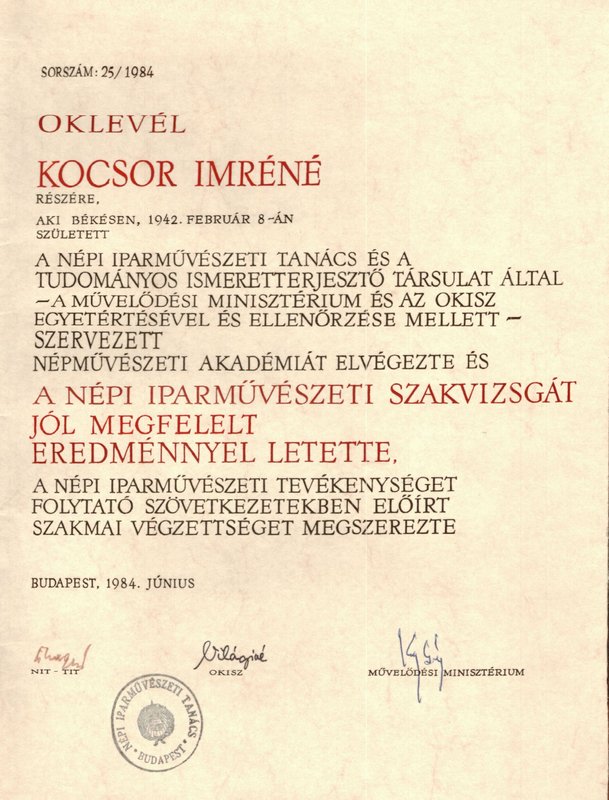 SORSZÁM: 25/1984
OKLEVÉL
KOCSOR IMRÉNÉ
RÉSZÉRE,
AKI BÉKÉSEN, 1942. FEBRUÁR 8-ÁN
SZÜLETETT
A NÉPI IPARMŰVÉSZETI TANÁCS ÉS A
TUDOMÁNYOS ISMERETTERJESZTŐ TÁRSULAT ÁLTAL
– A MŰVELŐDÉSI MINISZTÉRIUM ÉS AZ OKISZ
EGYETÉRTÉSÉVEL ÉS ELLENŐRZÉSE MELLETT –
SZERVEZETT
NÉPMŰVÉSZETI AKADÉMIÁT ELVÉGEZTE ÉS
A NÉPI IPARMŰVÉSZETI SZAKVIZSGÁT
JÓL MEGFELELT
EREDMÉNNYEL LETETTE,
A NÉPI IPARMŰVÉSZETI TEVÉKENYSÉGET
FOLYTATÓ SZÖVETKEZETEKBEN ELŐÍRT
SZAKMAI VÉGZETTSÉGET MEGSZEREZTE
BUDAPEST, 1984. JÚNIUS
Világiné
NIT - TIT
OKISZ
MŰVELŐDÉSI MINISZTÉRIUM
NÉPI IPARMŰVÉSZETI TANÁCS
• BUDAPEST •